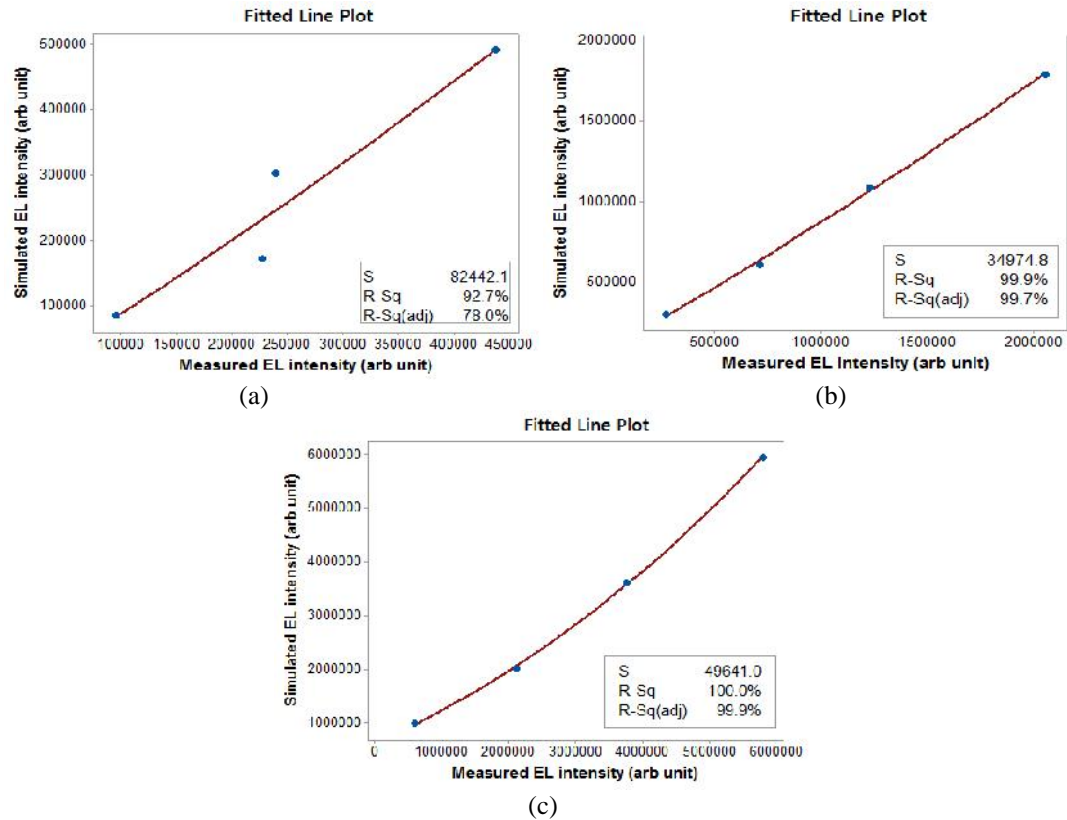 Fitted Line Plot
Simulated EL intensity (arb unit)
500000
400000
300000
200000
100000
S 82442.1
R Sq 92.7%
R-Sq(adj) 78.0%
100000 150000 200000 250000 300000 350000 400000 450000
Measured EL intensity (arb unit)
(a)
Fitted Line Plot
Simulated EL intensity (arb unit)
2000000
1500000
1000000
500000
S 34974.8
R-Sq 99.9%
R-Sq(adj) 99.7%
500000 1000000 1500000 2000000
Measured EL intensity (arb unit)
(b)
Fitted Line Plot
Simulated EL intensity (arb unit)
6000000
5000000
4000000
3000000
2000000
1000000
S 49641.0
R Sq 100.0%
R-Sq(adj) 99.9%
0 1000000 2000000 3000000 4000000 5000000 6000000
Measured EL intensity (arb unit)
(c)